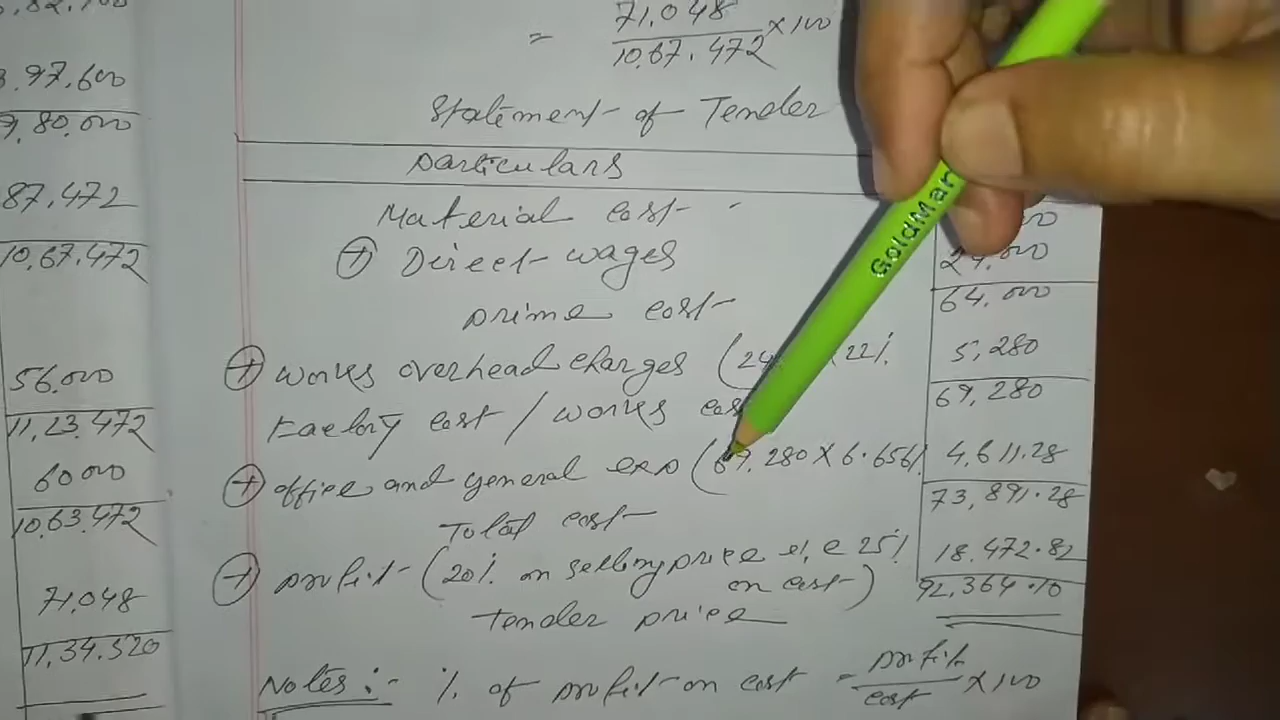 3,97,600
9,80,000
87,472
10,67,472
56,000
11,23,472
6000
10,63,472
71,048
11,34,520
= 71,048 / 10,67,472 × 100
Statement of Tender
Particulars
Material cost -
+ Direct wages 24,000
Prime cost 64,000
+ Works overhead charges ( × 22% 5,280
Factory cost / works cost 69,280
+ office and general exp (69,280 × 6.656% 4,611.28
Total cost 73,891.28
+ profit (20% on selling price i.e 25% on cost) 18,472.82
Tender price 92,364.10
Notes :- % of profit on cost = profit / cost × 100
GoldMar